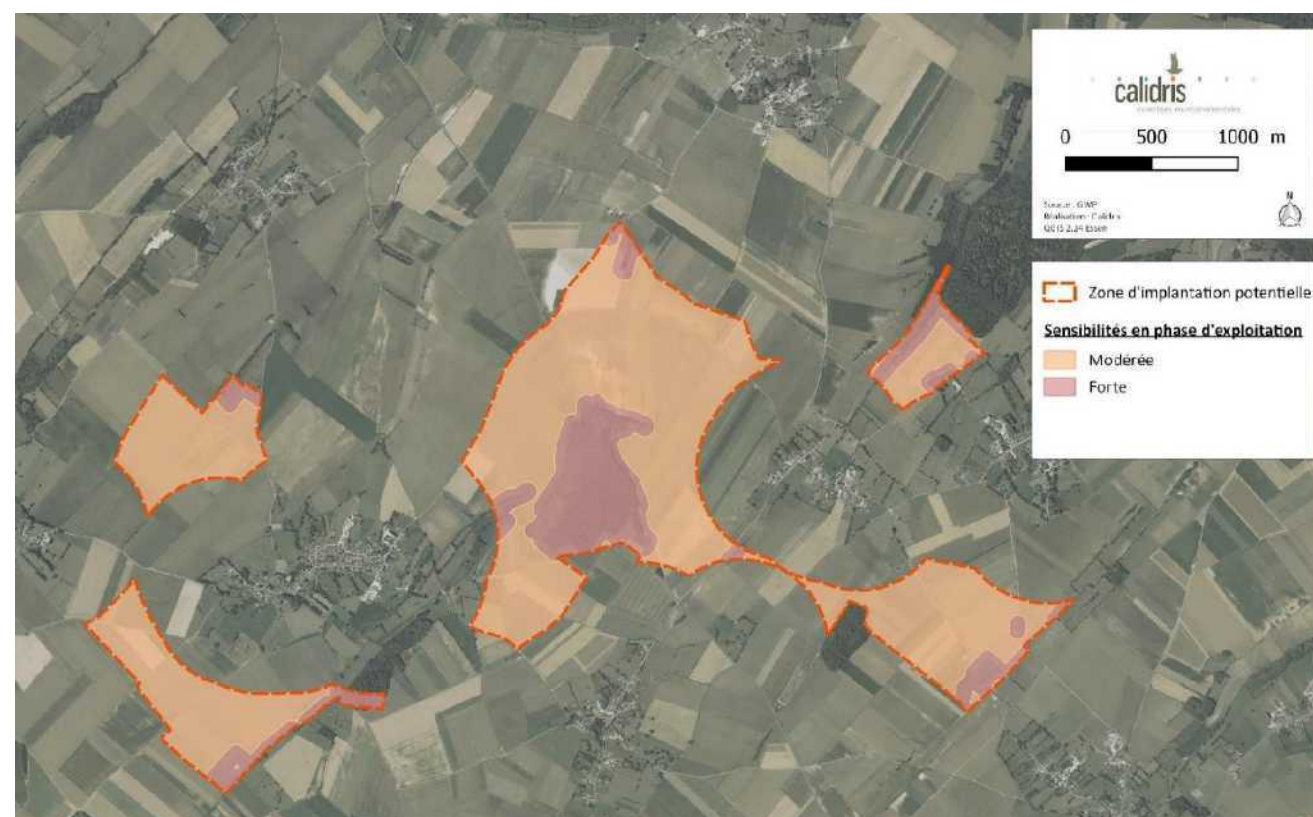 calidris
0 500 1000 m
N
Zone d'implantation potentielle
Sensibilités en phase d'exploitation
Modérée
Forte